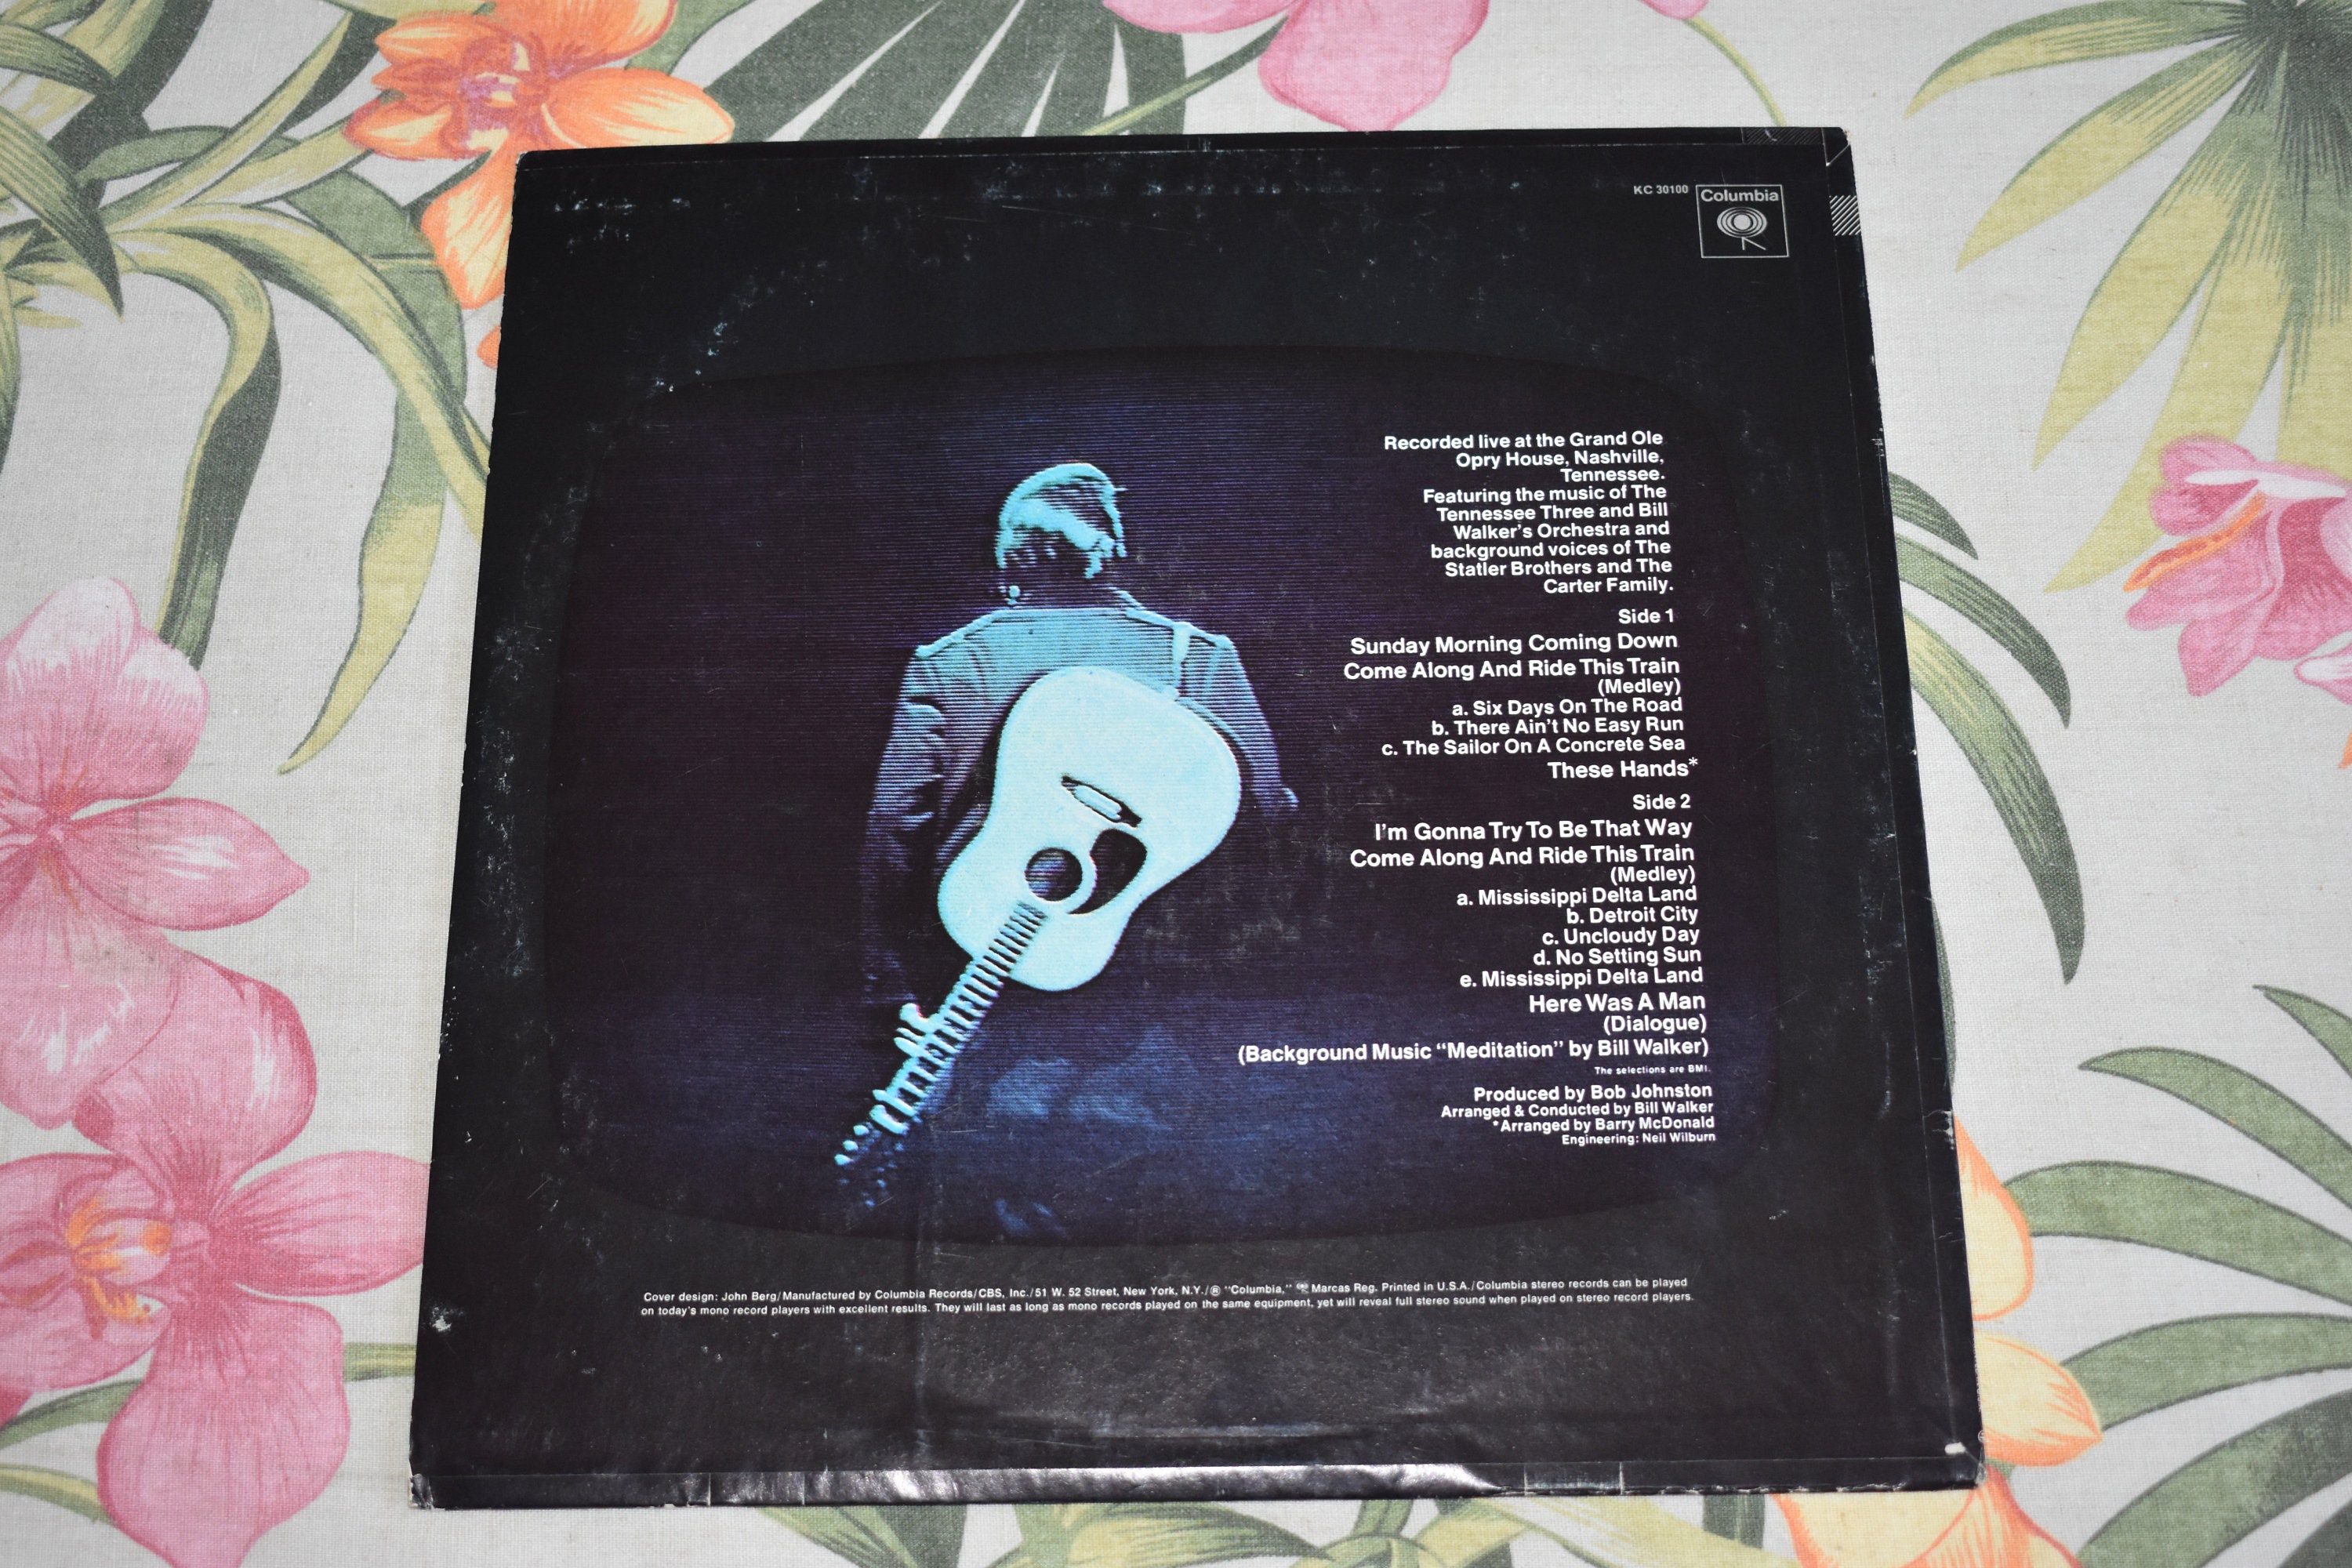 KC 30100
Columbia
Recorded live at the Grand Ole
Opry House, Nashville,
Tennessee.
Featuring the music of The
Tennessee Three and Bill
Walker's Orchestra and
background voices of The
Statler Brothers and The
Carter Family.
Side 1
Sunday Morning Coming Down
Come Along And Ride This Train
(Medley)
a. Six Days On The Road
b. There Ain't No Easy Run
c. The Sailor On A Concrete Sea
These Hands*
Side 2
I'm Gonna Try To Be That Way
Come Along And Ride This Train
(Medley)
a. Mississippi Delta Land
b. Detroit City
c. Uncloudy Day
d. No Setting Sun
e. Mississippi Delta Land
Here Was A Man
(Dialogue)
(Background Music "Meditation" by Bill Walker)
The selections are BMI.
Produced by Bob Johnston
Arranged & Conducted by Bill Walker
*Arranged by Barry McDonald
Engineering: Neil Wilburn
Cover design: John Berg/Manufactured by Columbia Records/CBS, Inc./51 W. 52 Street, New York, N.Y./® "Columbia," Marcas Reg. Printed in U.S.A./Columbia stereo records can be played
on today's mono record players with excellent results. They will last as long as mono records played on the same equipment, yet will reveal full stereo sound when played on stereo record players.